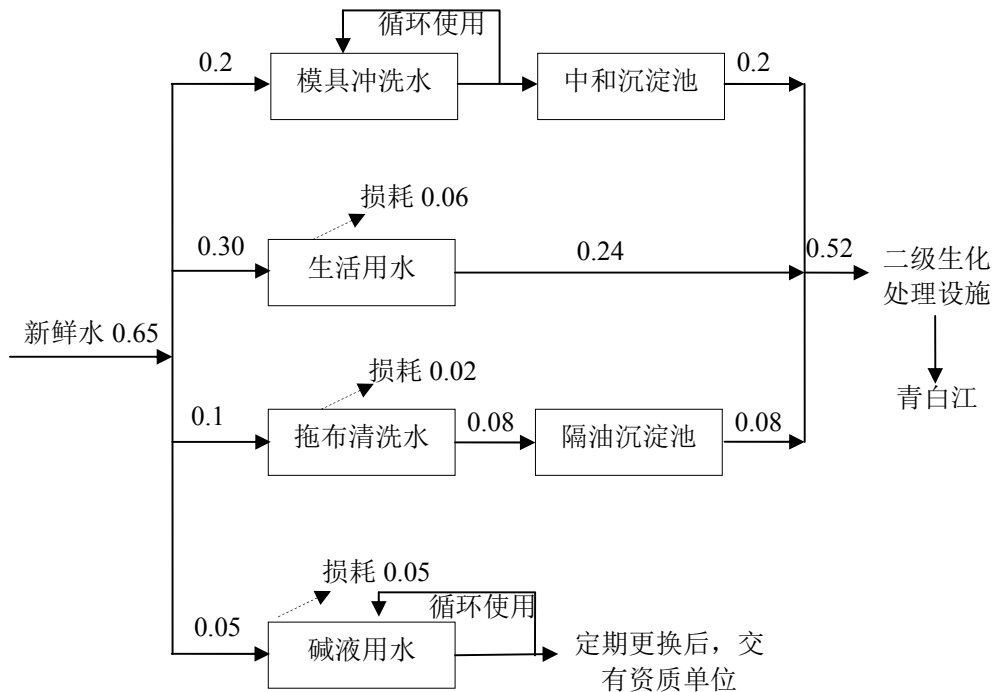 循环使用
0.2
模具冲洗水
中和沉淀池
0.2
损耗 0.06
0.30
生活用水
0.24
0.52
二级生化
处理设施
新鲜水 0.65
损耗 0.02
青白江
0.1
拖布清洗水
0.08
隔油沉淀池
0.08
损耗 0.05
循环使用
0.05
碱液用水
定期更换后，交
有资质单位